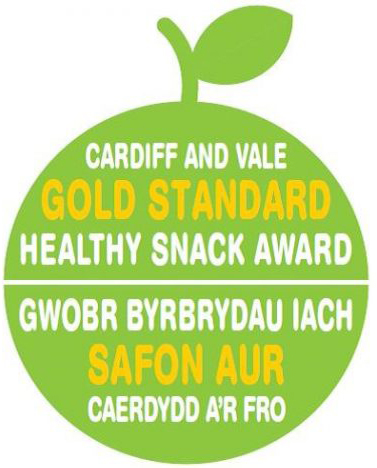 CARDIFF AND VALE
GOLD STANDARD
HEALTHY SNACK AWARD
GWOBR BYRBRYDAU IACH
SAFON AUR
CAERDYDD A'R FRO